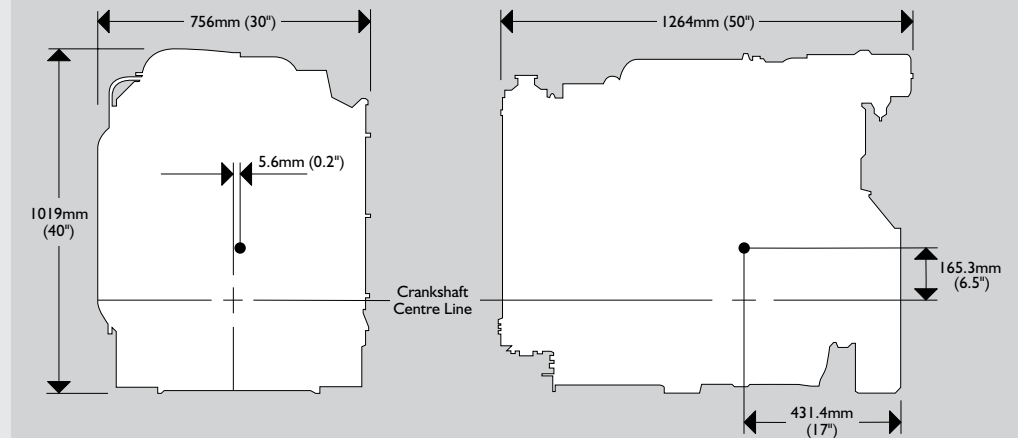 756mm (30")
1264mm (50")
5.6mm (0.2")
1019mm
(40")
165.3mm
(6.5")
Crankshaft
Centre Line
431.4mm
(17")